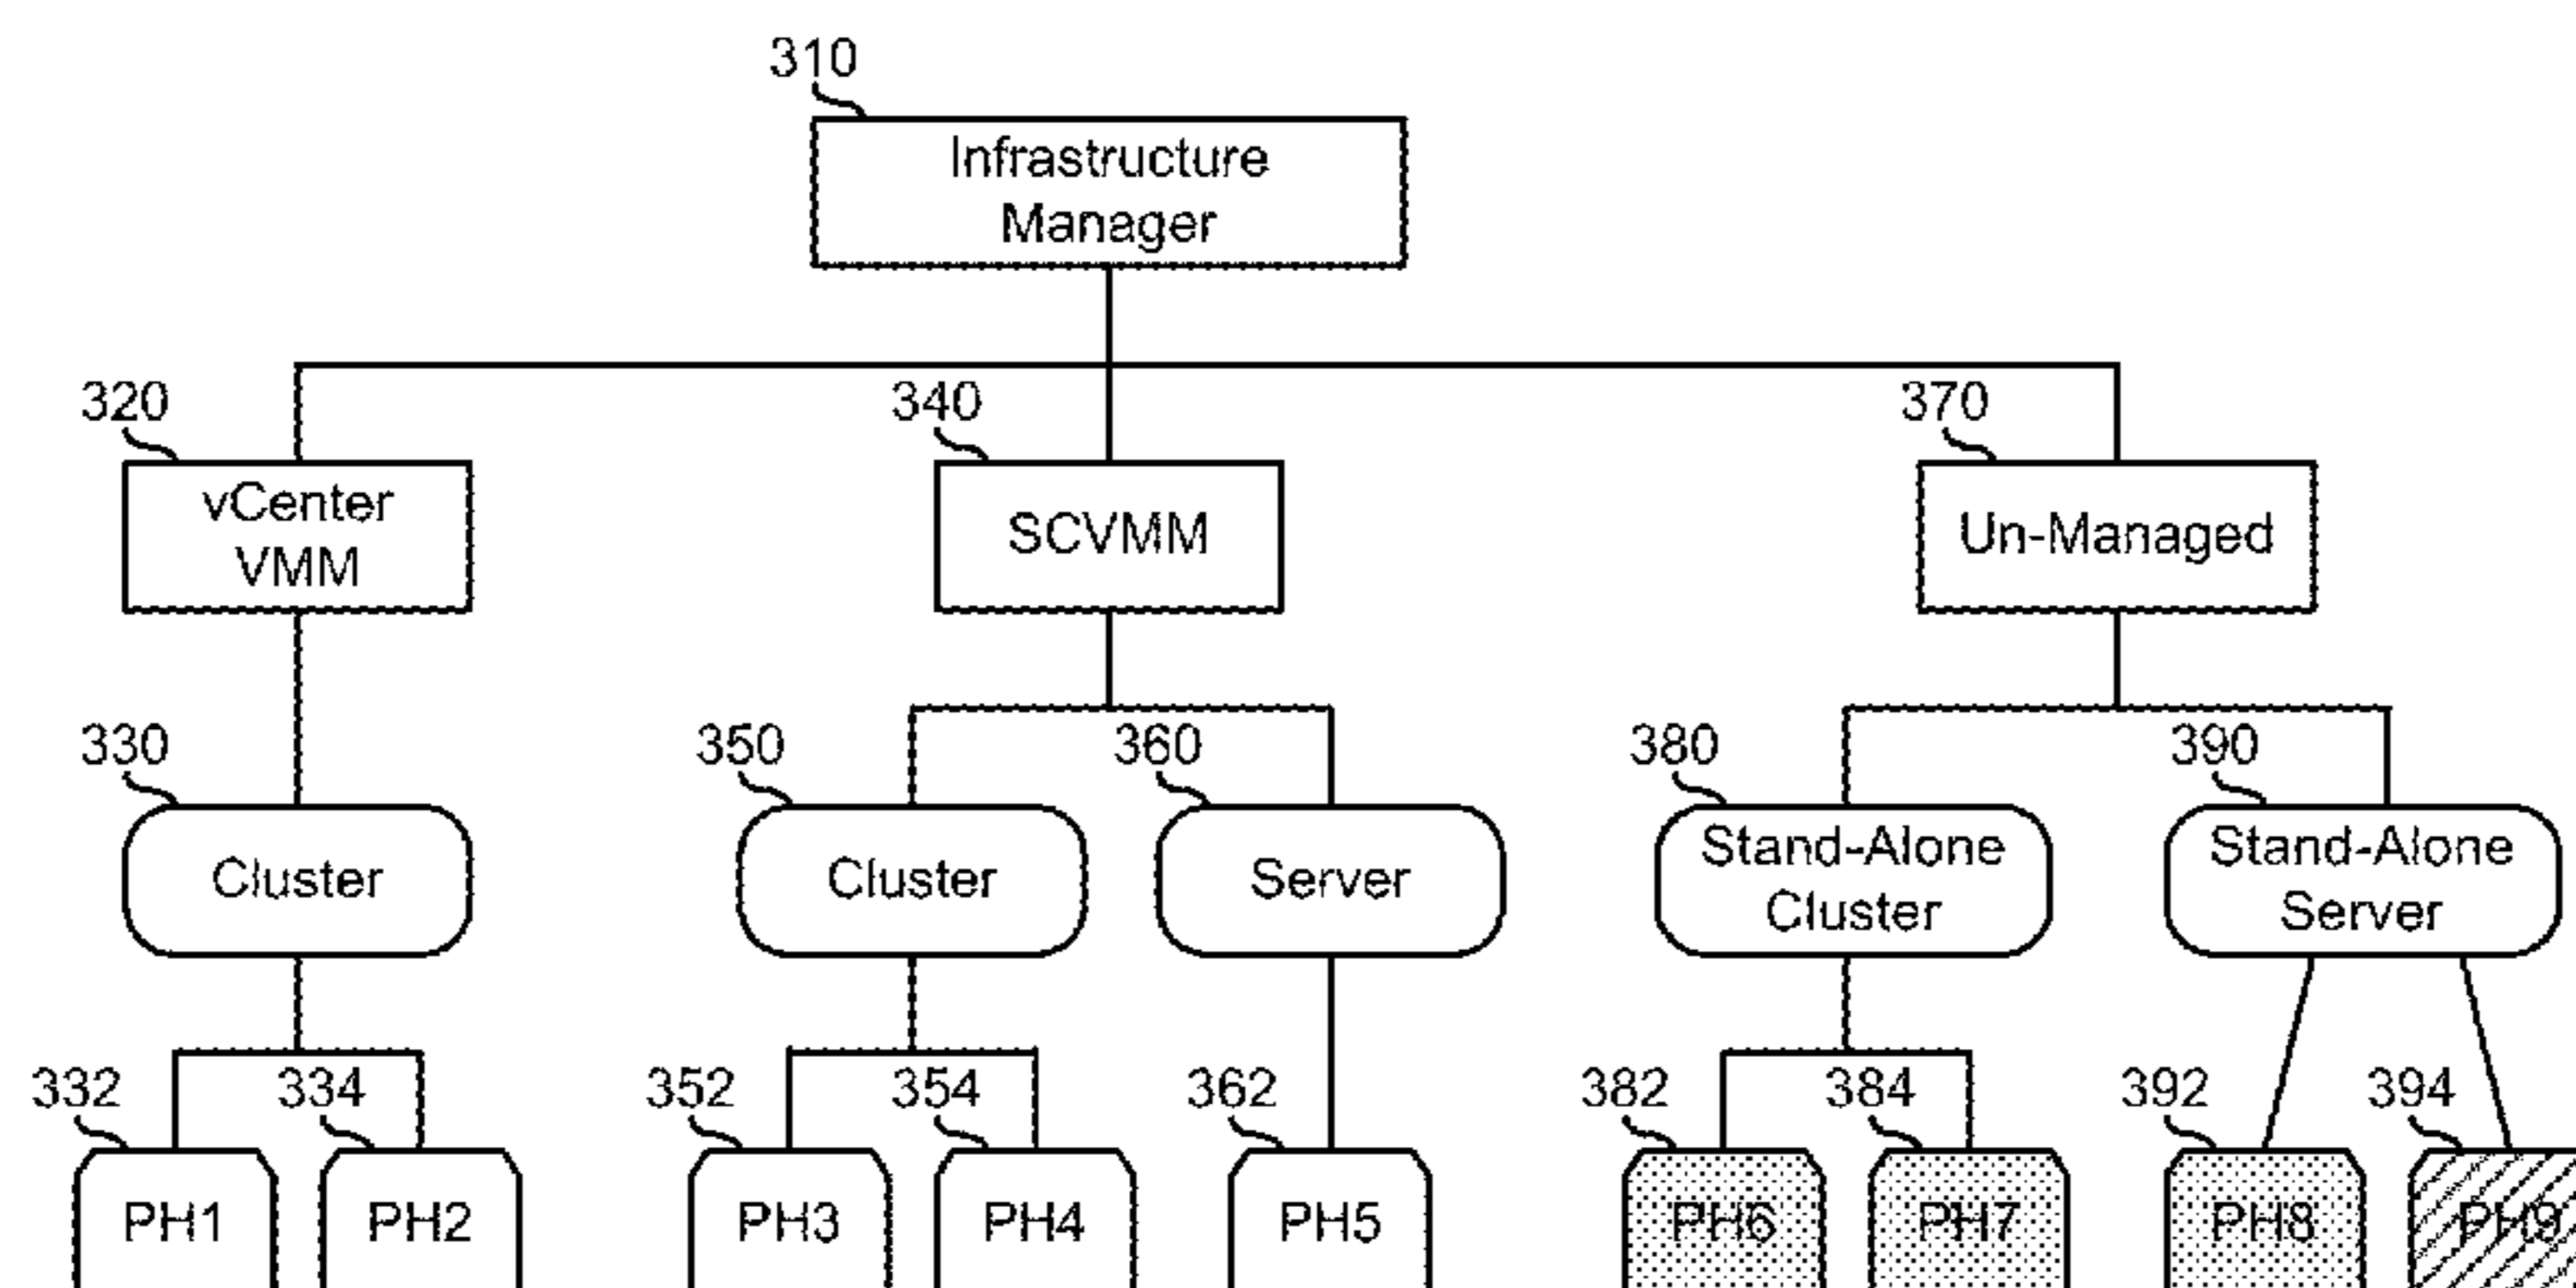 310
Infrastructure
Manager
320
340
370
vCenter
VMM
SCVMM
Un-Managed
330
350
360
380
390
Cluster
Cluster
Server
Stand-Alone
Cluster
Stand-Alone
Server
332
334
352
354
362
382
384
392
394
PH1
PH2
PH3
PH4
PH5
PH6
PH7
PH8
PH9